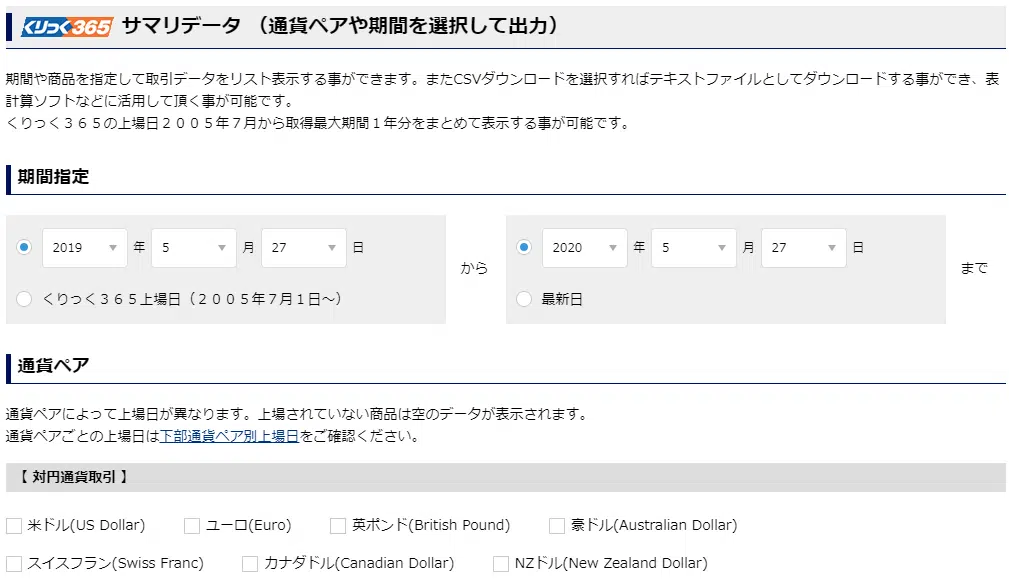 くりっく365 サマリデータ （通貨ペアや期間を選択して出力）
期間や商品を指定して取引データをリスト表示する事ができます。またCSVダウンロードを選択すればテキストファイルとしてダウンロードする事ができ、表
計算ソフトなどに活用して頂く事が可能です。
くりっく３６５の上場日２００５年７月から取得最大期間１年分をまとめて表示する事が可能です。
期間指定
2019 年 5 月 27 日 から 2020 年 5 月 27 日 まで
くりっく３６５上場日（２００５年７月１日～） 最新日
通貨ペア
通貨ペアによって上場日が異なります。上場されていない商品は空のデータが表示されます。
通貨ペアごとの上場日は下部通貨ペア別上場日をご確認ください。
【 対円通貨取引 】
米ドル(US Dollar) ユーロ(Euro) 英ポンド(British Pound) 豪ドル(Australian Dollar)
スイスフラン(Swiss Franc) カナダドル(Canadian Dollar) NZドル(New Zealand Dollar)